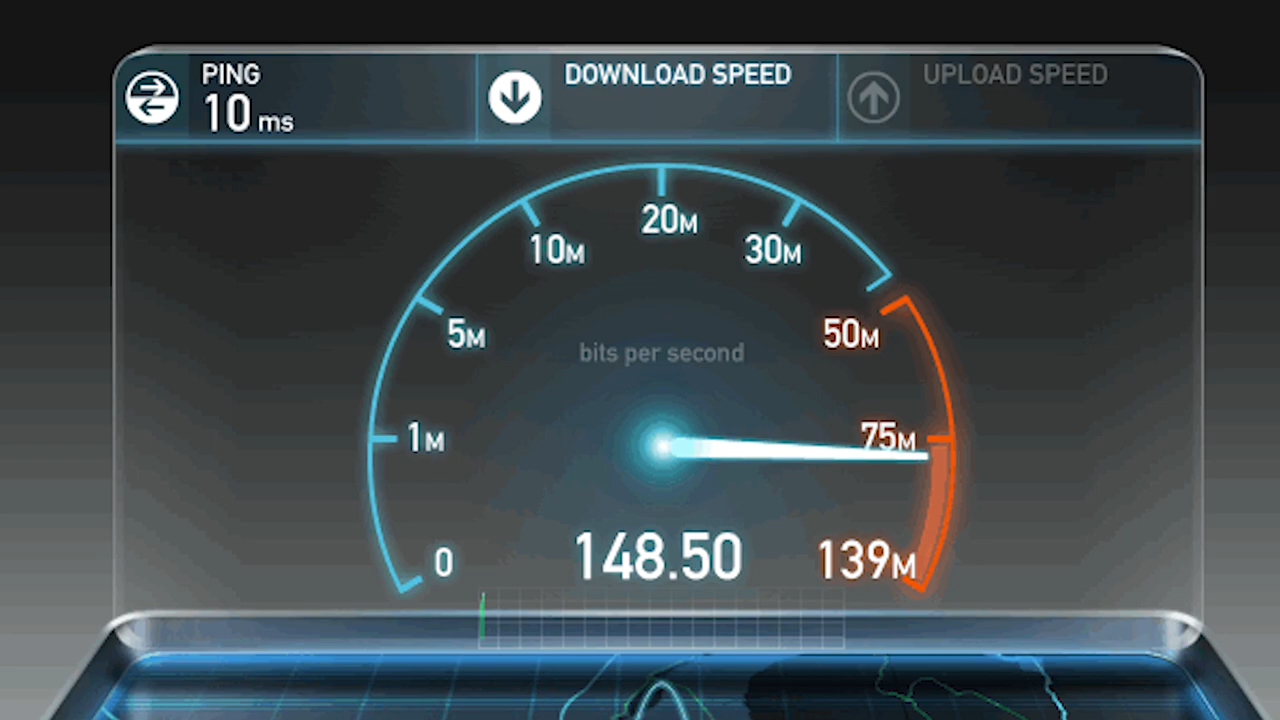 PING
10 ms
DOWNLOAD SPEED
UPLOAD SPEED
20M
10M
30M
5M
50M
bits per second
1M
75M
0
148.50
139M